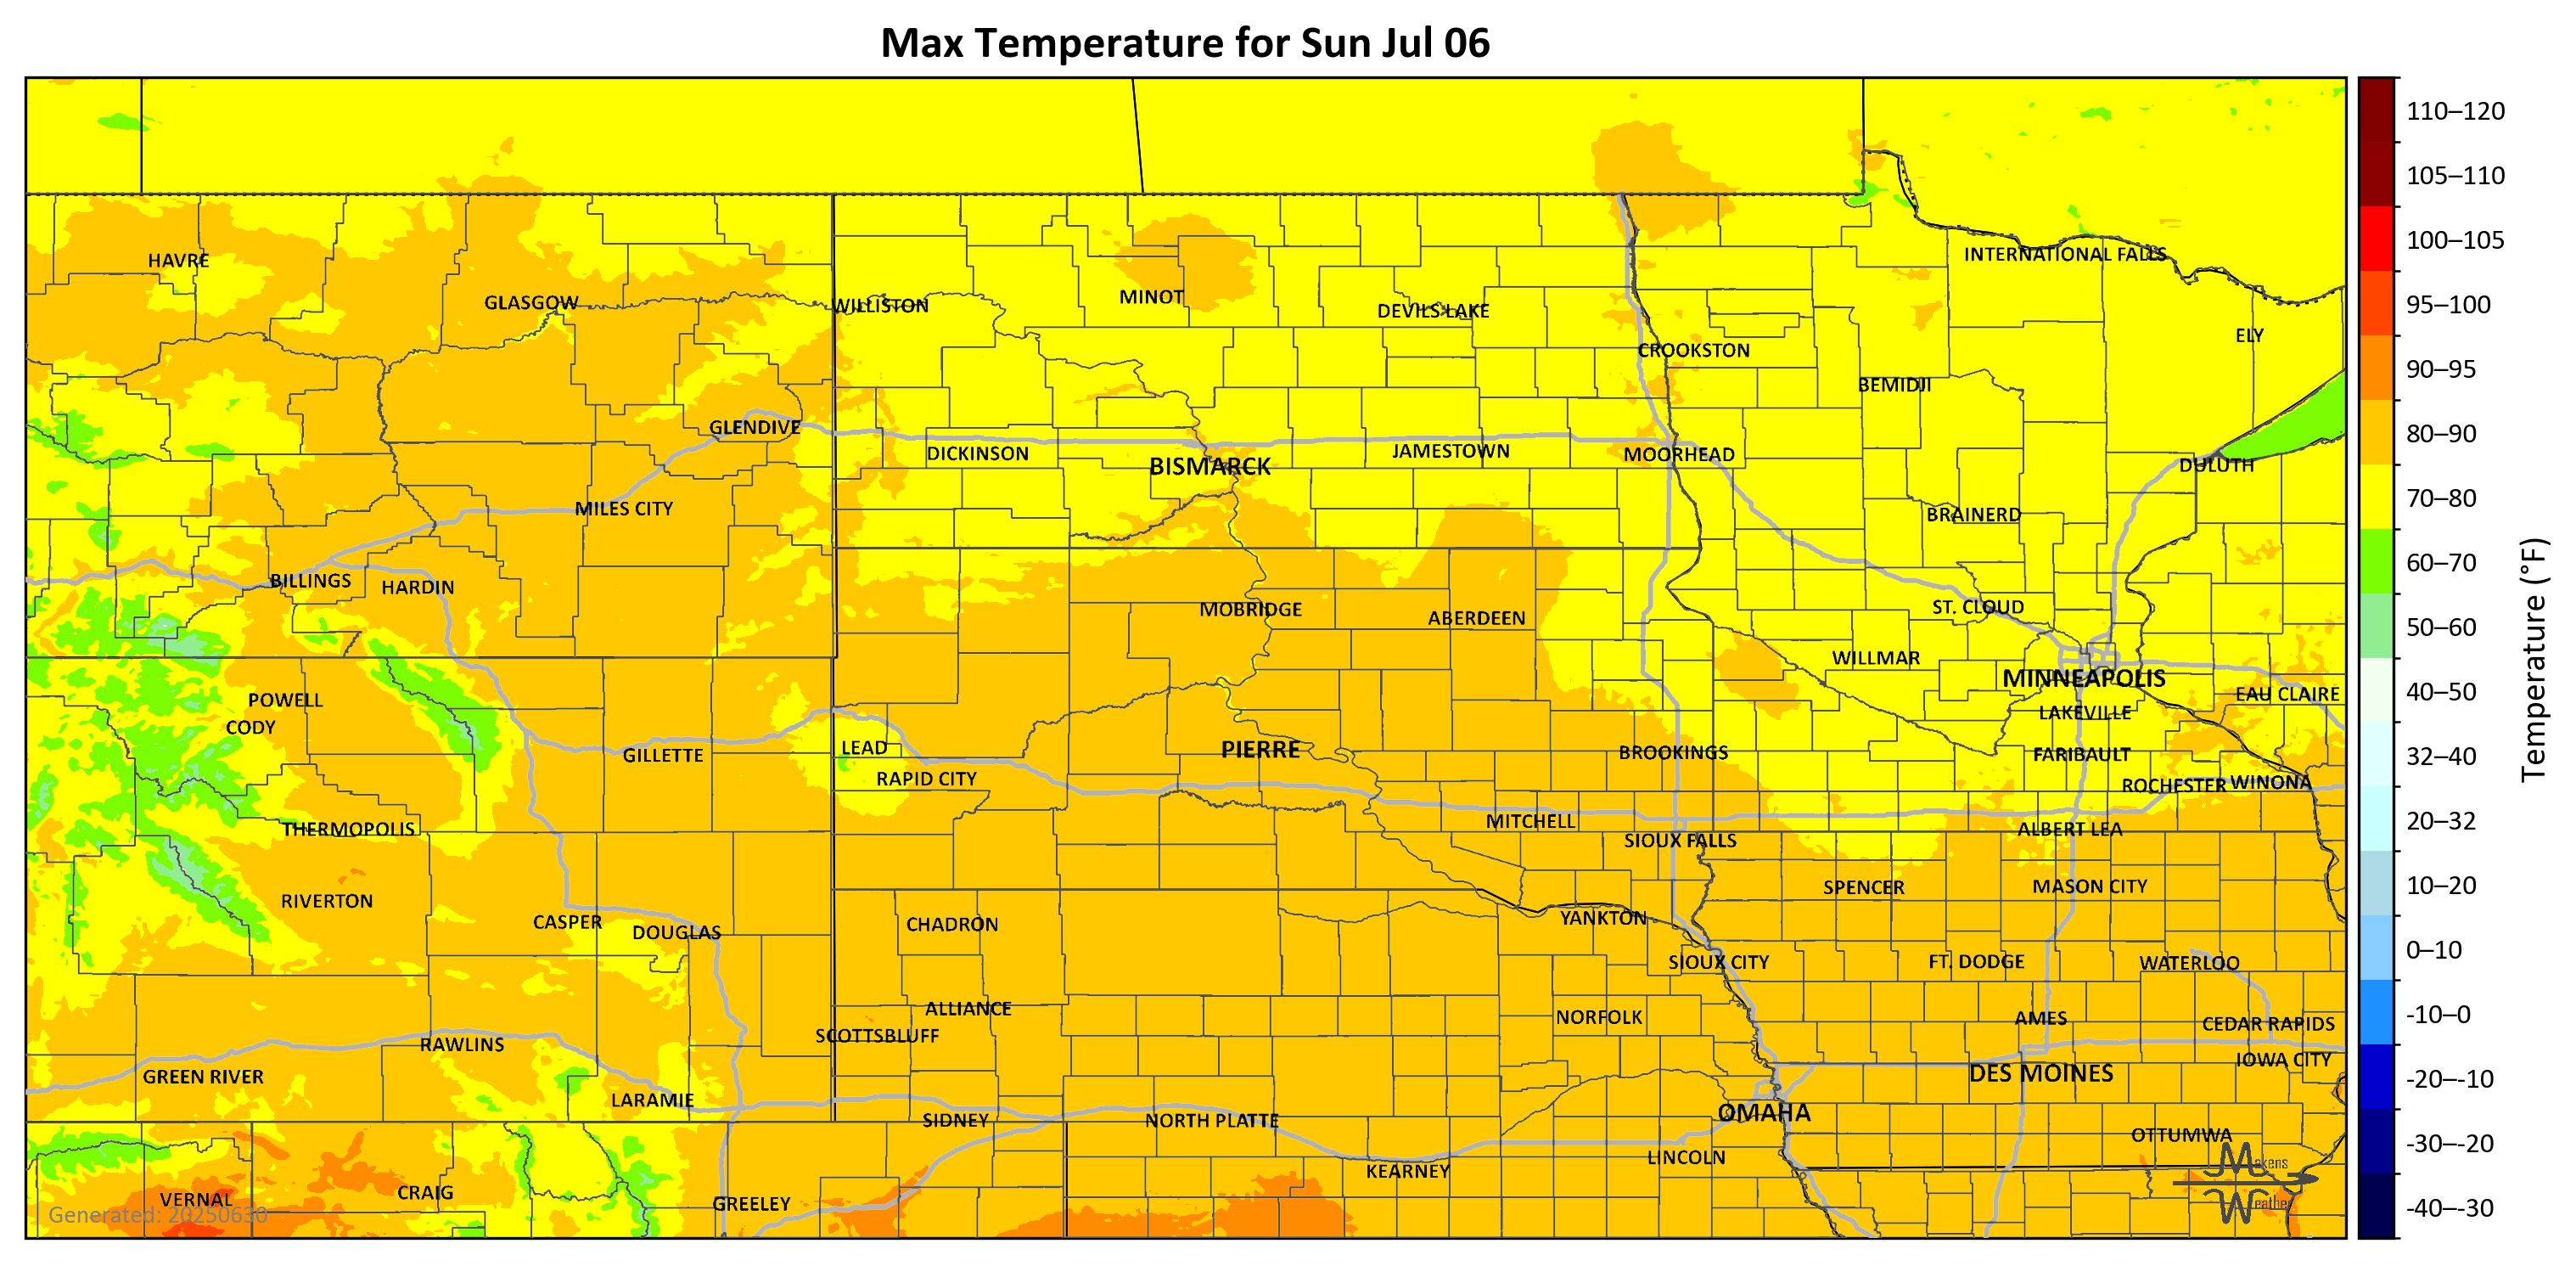 Max Temperature for Sun Jul 06
HAVRE
GLASGOW
WILLISTON
MINOT
DEVILS LAKE
INTERNATIONAL FALLS
ELY
CROOKSTON
BEMIDJI
GLENDIVE
DICKINSON
BISMARCK
JAMESTOWN
MOORHEAD
DULUTH
MILES CITY
BRAINERD
BILLINGS
HARDIN
MOBRIDGE
ABERDEEN
ST. CLOUD
WILLMAR
MINNEAPOLIS
EAU CLAIRE
POWELL
CODY
LAKEVILLE
GILLETTE
LEAD
RAPID CITY
PIERRE
BROOKINGS
FARIBAULT
ROCHESTER
WINONA
THERMOPOLIS
MITCHELL
SIOUX FALLS
ALBERT LEA
RIVERTON
SPENCER
MASON CITY
CASPER
DOUGLAS
CHADRON
YANKTON
SIOUX CITY
FT. DODGE
WATERLOO
ALLIANCE
SCOTTSBLUFF
NORFOLK
AMES
CEDAR RAPIDS
RAWLINS
IOWA CITY
GREEN RIVER
DES MOINES
LARAMIE
SIDNEY
NORTH PLATTE
OMAHA
OTTUMWA
KEARNEY
LINCOLN
VERNAL
CRAIG
GREELEY
Generated: 20250630
Makens
Weather
110–120
105–110
100–105
95–100
90–95
80–90
70–80
60–70
50–60
40–50
32–40
20–32
10–20
0–10
-10–0
-20–-10
-30–-20
-40–-30
Temperature (°F)